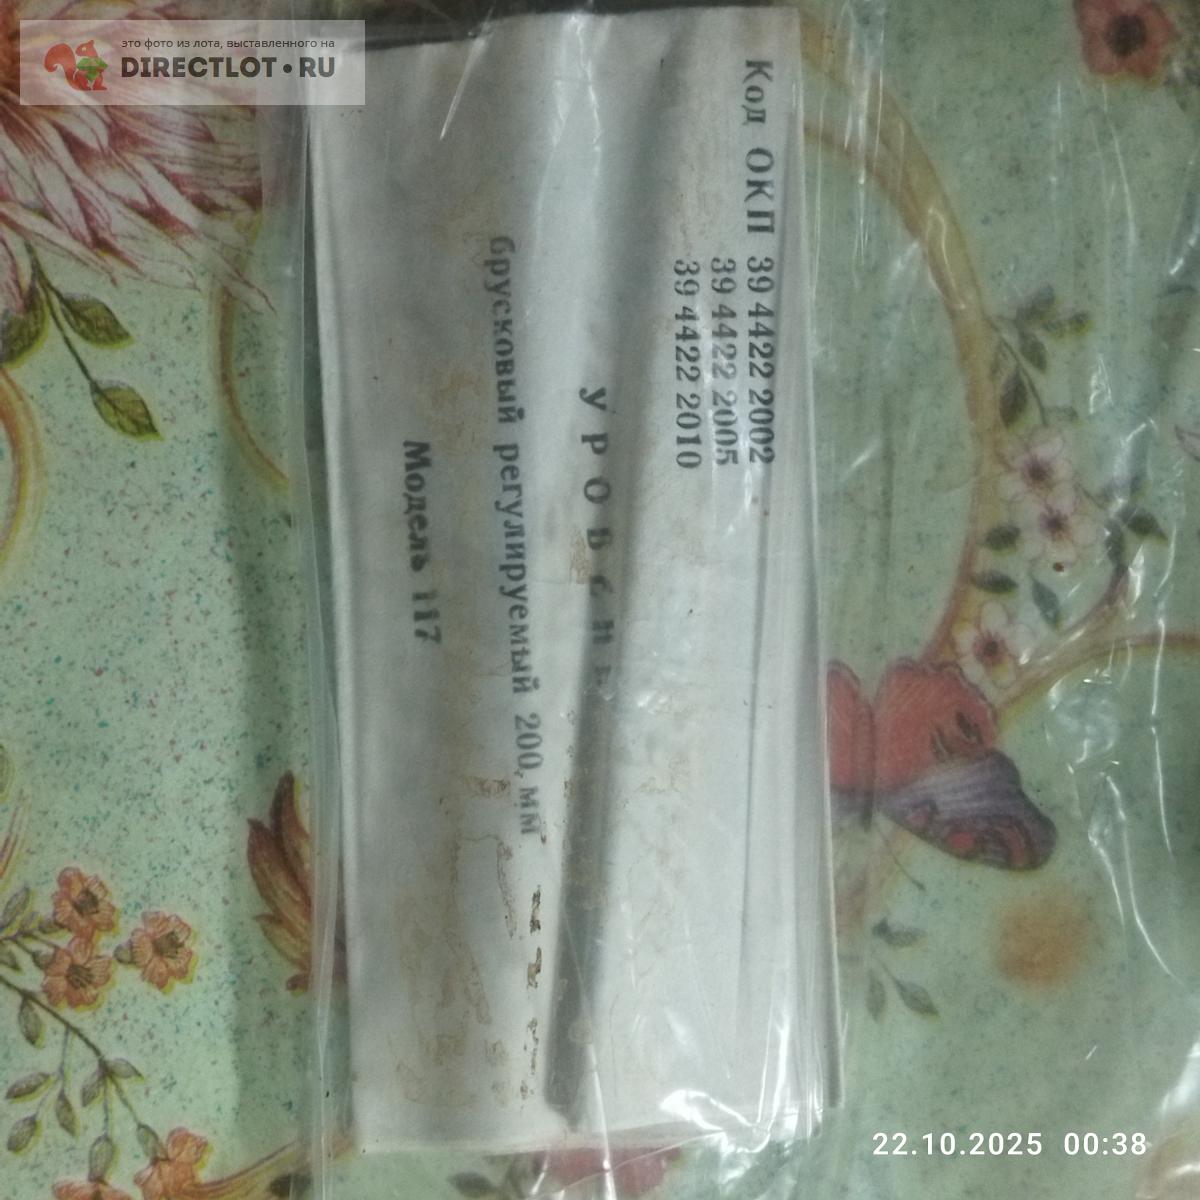 это фото из лота, выставленного на
DIRECTLOT•RU
Код ОКП 39 4422 2002
39 4422 2005
39 4422 2010
УРОВЕНЬ
брусковый регулируемый 200 мм
Модель 117
22.10.2025 00:38